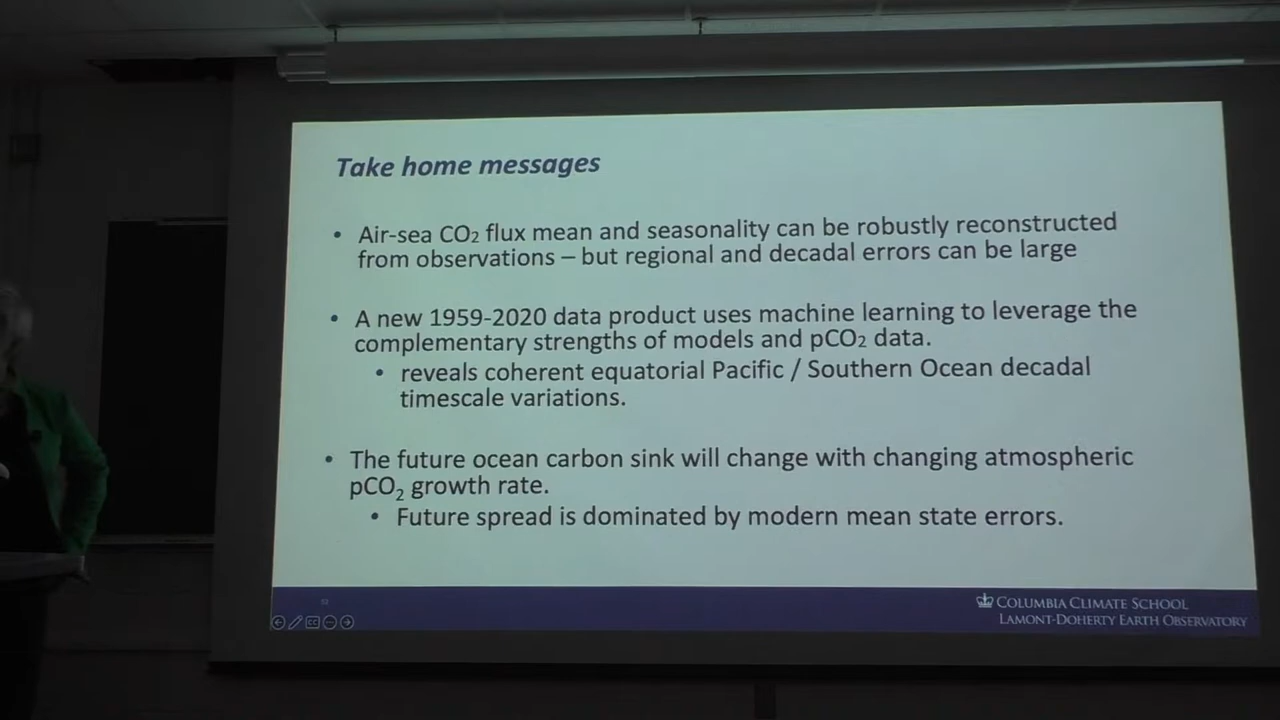 Take home messages
• Air-sea CO₂ flux mean and seasonality can be robustly reconstructed
from observations – but regional and decadal errors can be large
• A new 1959-2020 data product uses machine learning to leverage the
complementary strengths of models and pCO₂ data.
• reveals coherent equatorial Pacific / Southern Ocean decadal
timescale variations.
• The future ocean carbon sink will change with changing atmospheric
pCO₂ growth rate.
• Future spread is dominated by modern mean state errors.
COLUMBIA CLIMATE SCHOOL
LAMONT-DOHERTY EARTH OBSERVATORY